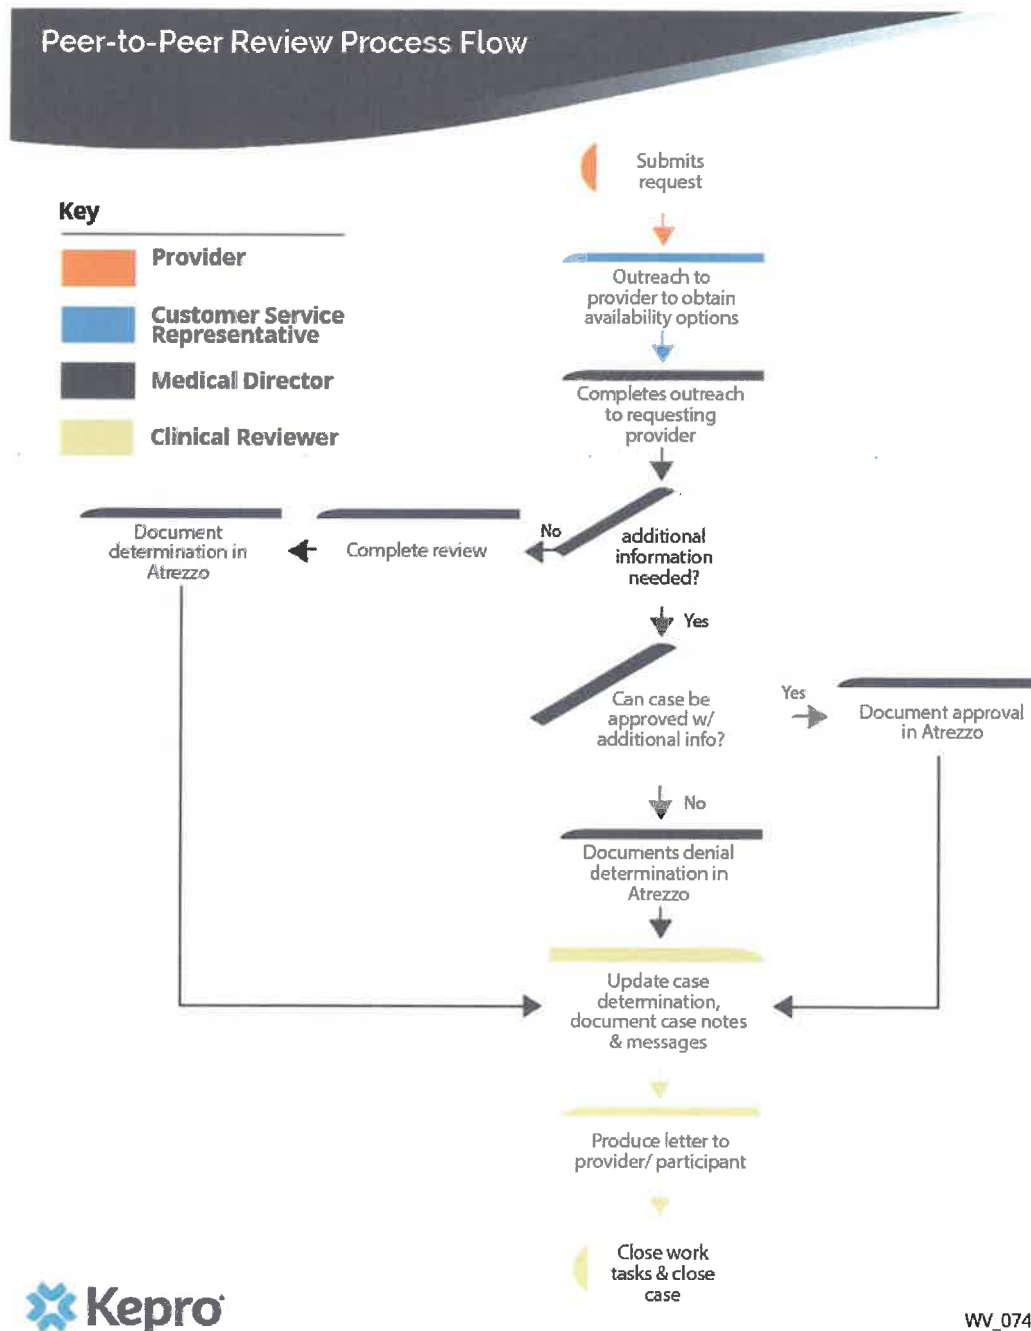 Peer-to-Peer Review Process Flow
Submits
request
Key
Provider
Customer Service
Representative
Medical Director
Clinical Reviewer
Outreach to
provider to obtain
availability options
Completes outreach
to requesting
provider
additional
information
needed?
No
Complete review
Document
determination in
Atrezzo
Yes
Can case be
approved w/
additional info?
Yes
Document approval
in Atrezzo
No
Documents denial
determination in
Atrezzo
Update case
determination,
document case notes
& messages
Produce letter to
provider/ participant
Close work
tasks & close
case
Kepro
WV_074